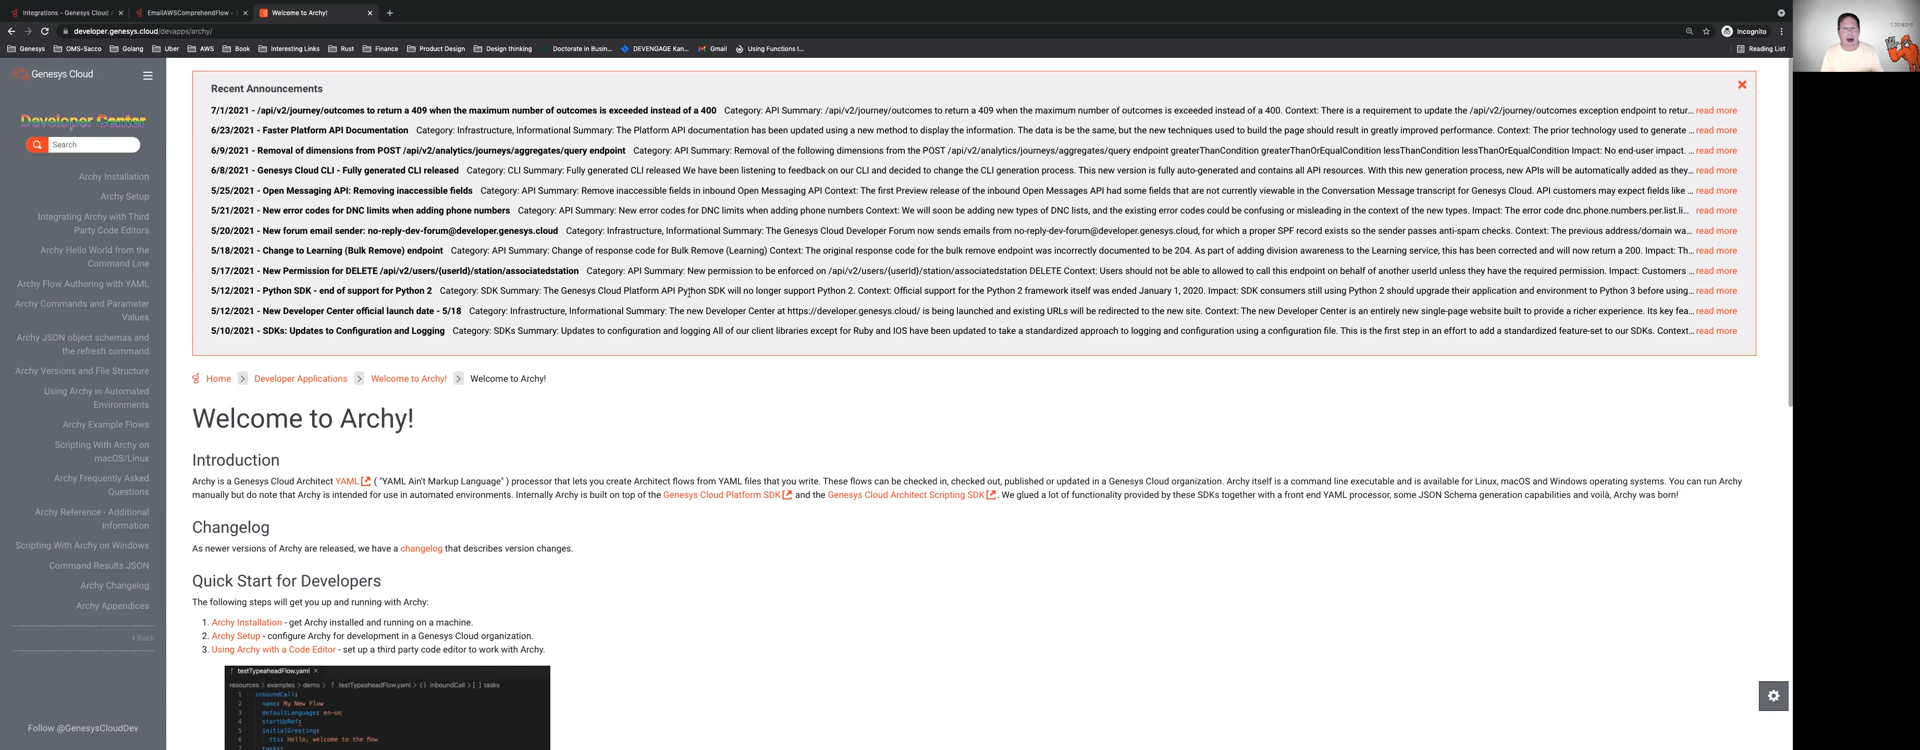 Integrations - Genesys Cloud
EmailAWSComprehendFlow -
Welcome to Archy!
developer.genesys.cloud/devapps/archy/
Incognito
Genesys
OMS-Sacco
Golang
Uber
AWS
Book
Interesting Links
Rust
Finance
Product Design
Design thinking
Doctorate in Busin...
DEVENGAGE Kan...
Gmail
Using Functions I...
Reading List
Genesys Cloud
Developer Center
Search
Archy Installation
Archy Setup
Integrating Archy with Third
Party Code Editors
Archy Hello World from the
Command Line
Archy Flow Authoring with YAML
Archy Commands and Parameter
Values
Archy JSON object schemas and
the refresh command
Archy Versions and File Structure
Using Archy in Automated
Environments
Archy Example Flows
Scripting With Archy on
macOS/Linux
Archy Frequently Asked
Questions
Archy Reference - Additional
Information
Scripting With Archy on Windows
Command Results JSON
Archy Changelog
Archy Appendices
Back
Follow @GenesysCloudDev
Recent Announcements
7/1/2021 - /api/v2/journey/outcomes to return a 409 when the maximum number of outcomes is exceeded instead of a 400 Category: API Summary: /api/v2/journey/outcomes to return a 409 when the maximum number of outcomes is exceeded instead of a 400. Context: There is a requirement to update the /api/v2/journey/outcomes exception endpoint to retur... read more
6/23/2021 - Faster Platform API Documentation Category: Infrastructure, Informational Summary: The Platform API documentation has been updated using a new method to display the information. The data is be the same, but the new techniques used to build the page should result in greatly improved performance. Context: The prior technology used to generate ... read more
6/9/2021 - Removal of dimensions from POST /api/v2/analytics/journeys/aggregates/query endpoint Category: API Summary: Removal of the following dimensions from the POST /api/v2/analytics/journeys/aggregates/query endpoint greaterThanCondition greaterThanOrEqualCondition lessThanCondition lessThanOrEqualCondition Impact: No end-user impact. ... read more
6/8/2021 - Genesys Cloud CLI - Fully generated CLI released Category: CLI Summary: Fully generated CLI released We have been listening to feedback on our CLI and decided to change the CLI generation process. This new version is fully auto-generated and contains all API resources. With this new generation process, new APIs will be automatically added as they... read more
5/25/2021 - Open Messaging API: Removing inaccessible fields Category: API Summary: Remove inaccessible fields in inbound Open Messaging API Context: The first Preview release of the inbound Open Messages API had some fields that are not currently viewable in the Conversation Message transcript for Genesys Cloud. API customers may expect fields like ... read more
5/21/2021 - New error codes for DNC limits when adding phone numbers Category: API Summary: New error codes for DNC limits when adding phone numbers Context: We will soon be adding new types of DNC lists, and the existing error codes could be confusing or misleading in the context of the new types. Impact: The error code dnc.phone.numbers.per.list.li... read more
5/20/2021 - New forum email sender: no-reply-dev-forum@developer.genesys.cloud Category: Infrastructure, Informational Summary: The Genesys Cloud Developer Forum now sends emails from no-reply-dev-forum@developer.genesys.cloud, for which a proper SPF record exists so the sender passes anti-spam checks. Context: The previous address/domain wa... read more
5/18/2021 - Change to Learning (Bulk Remove) endpoint Category: API Summary: Change of response code for Bulk Remove (Learning) Context: The original response code for the bulk remove endpoint was incorrectly documented to be 204. As part of adding division awareness to the Learning service, this has been corrected and will now return a 200. Impact: Th... read more
5/17/2021 - New Permission for DELETE /api/v2/users/{userId}/station/associatedstation Category: API Summary: New permission to be enforced on /api/v2/users/{userId}/station/associatedstation DELETE Context: Users should not be able to allowed to call this endpoint on behalf of another userId unless they have the required permission. Impact: Customers ... read more
5/12/2021 - Python SDK - end of support for Python 2 Category: SDK Summary: The Genesys Cloud Platform API Python SDK will no longer support Python 2. Context: Official support for the Python 2 framework itself was ended January 1, 2020. Impact: SDK consumers still using Python 2 should upgrade their application and environment to Python 3 before using... read more
5/12/2021 - New Developer Center official launch date - 5/18 Category: Infrastructure, Informational Summary: The new Developer Center at https://developer.genesys.cloud/ is being launched and existing URLs will be redirected to the new site. Context: The new Developer Center is an entirely new single-page website built to provide a richer experience. Its key fea... read more
5/10/2021 - SDKs: Updates to Configuration and Logging Category: SDKs Summary: Updates to configuration and logging All of our client libraries except for Ruby and IOS have been updated to take a standardized approach to logging and configuration using a configuration file. This is the first step in an effort to add a standardized feature-set to our SDKs. Context... read more
Home > Developer Applications > Welcome to Archy! > Welcome to Archy!
Welcome to Archy!
Introduction
Archy is a Genesys Cloud Architect YAML ( "YAML Ain't Markup Language" ) processor that lets you create Architect flows from YAML files that you write. These flows can be checked in, checked out, published or updated in a Genesys Cloud organization. Archy itself is a command line executable and is available for Linux, macOS and Windows operating systems. You can run Archy
manually but do note that Archy is intended for use in automated environments. Internally Archy is built on top of the Genesys Cloud Platform SDK and the Genesys Cloud Architect Scripting SDK. We glued a lot of functionality provided by these SDKs together with a front end YAML processor, some JSON Schema generation capabilities and voilà, Archy was born!
Changelog
As newer versions of Archy are released, we have a changelog that describes version changes.
Quick Start for Developers
The following steps will get you up and running with Archy:
1. Archy Installation - get Archy installed and running on a machine.
2. Archy Setup - configure Archy for development in a Genesys Cloud organization.
3. Using Archy with a Code Editor - set up a third party code editor to work with Archy.
! testTypeaheadFlow.yaml ×
resources > examples > demo > ! testTypeaheadFlow.yaml > {} inboundCall > [ ] tasks
1 inboundCall:
2 name: My New Flow
3 defaultLanguage: en-us
4 startUpRef:
5 initialGreeting:
6 tts: Hello, welcome to the flow
7 tasks: